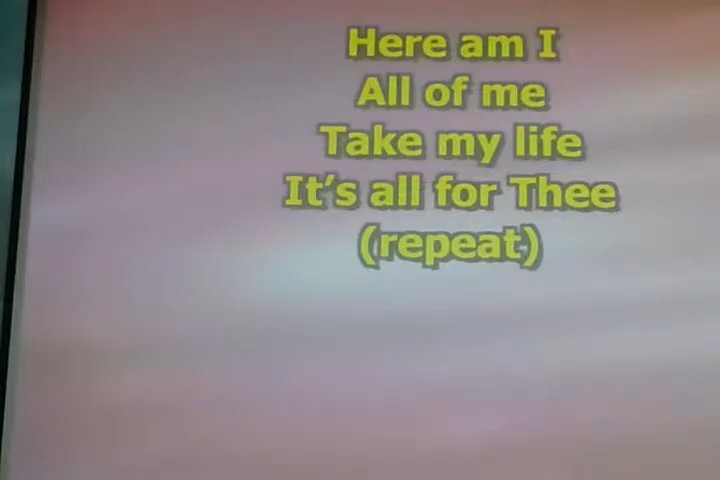 Here am I
All of me
Take my life
It's all for Thee
(repeat)